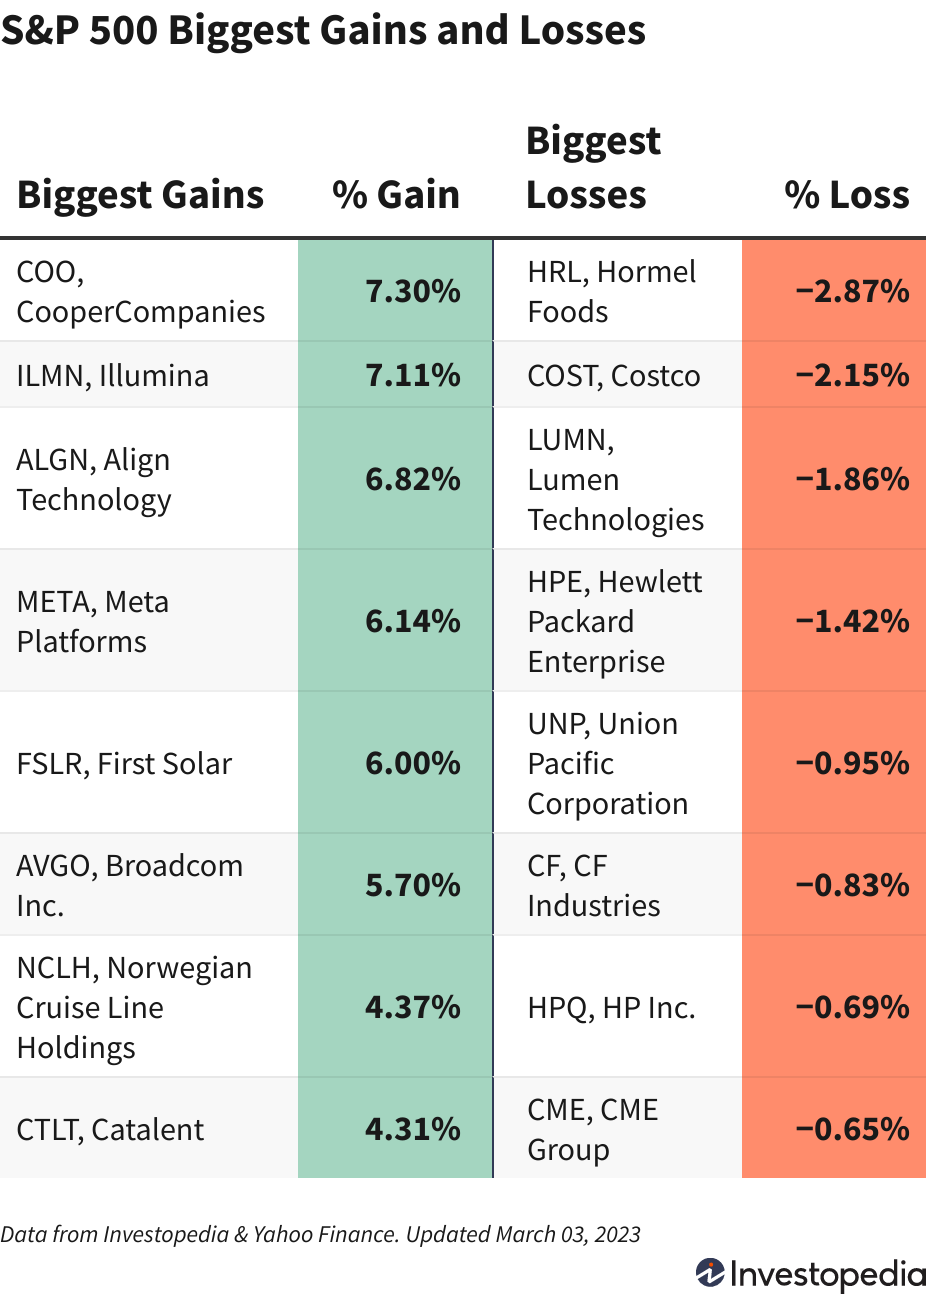 S&P 500 Biggest Gains and Losses
Biggest Gains
% Gain
Biggest
Losses
% Loss
COO,
CooperCompanies
7.30%
HRL, Hormel
Foods
−2.87%
ILMN, Illumina
7.11%
COST, Costco
−2.15%
ALGN, Align
Technology
6.82%
LUMN,
Lumen
Technologies
−1.86%
META, Meta
Platforms
6.14%
HPE, Hewlett
Packard
Enterprise
−1.42%
FSLR, First Solar
6.00%
UNP, Union
Pacific
Corporation
−0.95%
AVGO, Broadcom
Inc.
5.70%
CF, CF
Industries
−0.83%
NCLH, Norwegian
Cruise Line
Holdings
4.37%
HPQ, HP Inc.
−0.69%
CTLT, Catalent
4.31%
CME, CME
Group
−0.65%
Data from Investopedia & Yahoo Finance. Updated March 03, 2023
Investopedia